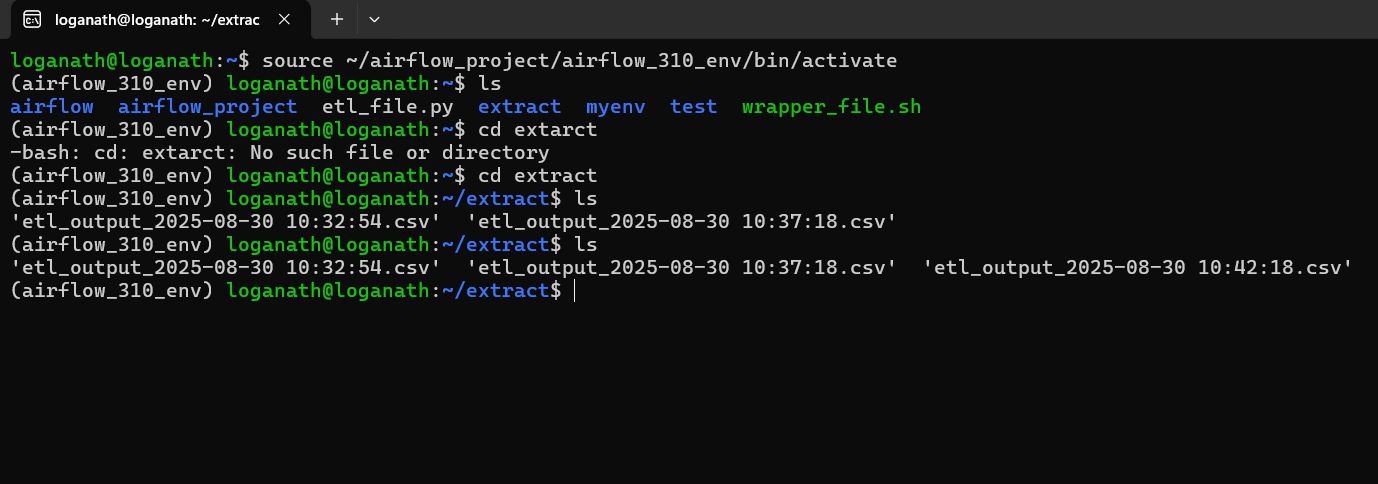 loganath@loganath: ~/extrac
loganath@loganath:~$ source ~/airflow_project/airflow_310_env/bin/activate
(airflow_310_env) loganath@loganath:~$ ls
airflow  airflow_project  etl_file.py  extract  myenv  test  wrapper_file.sh
(airflow_310_env) loganath@loganath:~$ cd extarct
-bash: cd: extarct: No such file or directory
(airflow_310_env) loganath@loganath:~$ cd extract
(airflow_310_env) loganath@loganath:~/extract$ ls
'etl_output_2025-08-30 10:32:54.csv'  'etl_output_2025-08-30 10:37:18.csv'
(airflow_310_env) loganath@loganath:~/extract$ ls
'etl_output_2025-08-30 10:32:54.csv'  'etl_output_2025-08-30 10:37:18.csv'  'etl_output_2025-08-30 10:42:18.csv'
(airflow_310_env) loganath@loganath:~/extract$